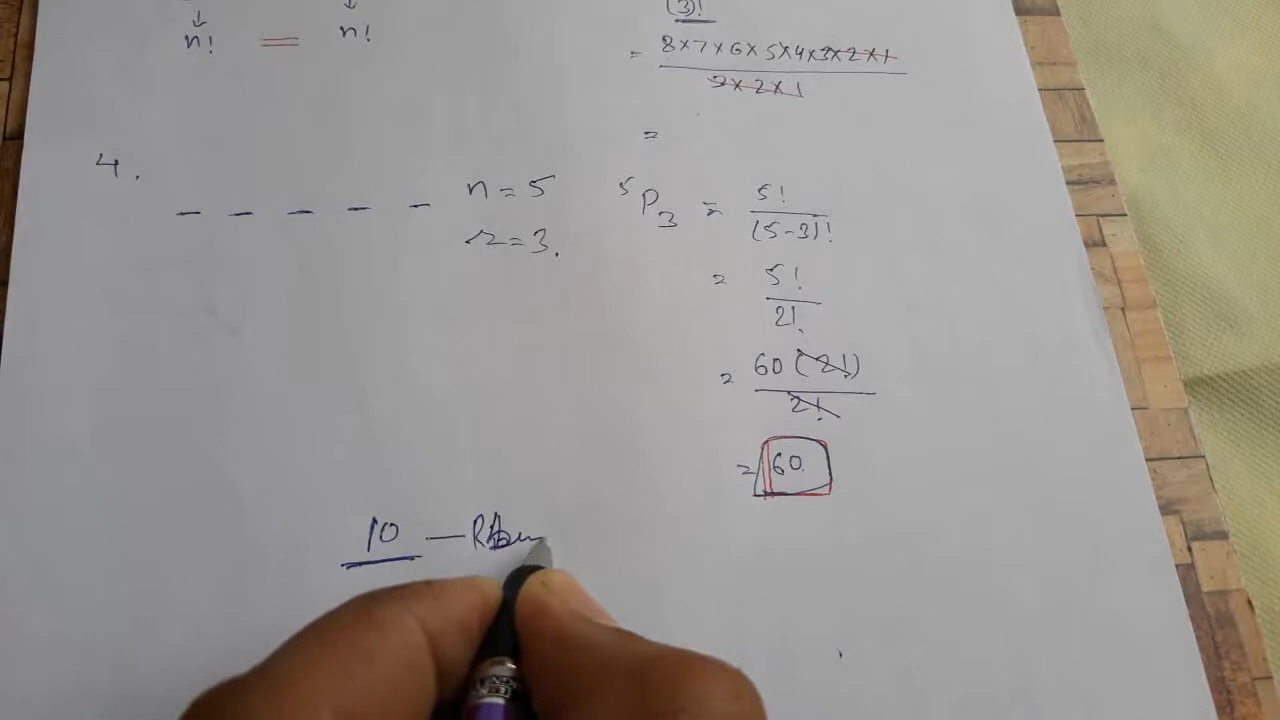 n! = n!
(3)!
= 8×7×6×5×4×3×2×1
3×2×1
=
4.
_ _ _ _ _ n = 5
r = 3.
⁵P₃ = 5!
(5-3)!
= 5!
2!
= 60 (2!)
2!
= 60.
10 —